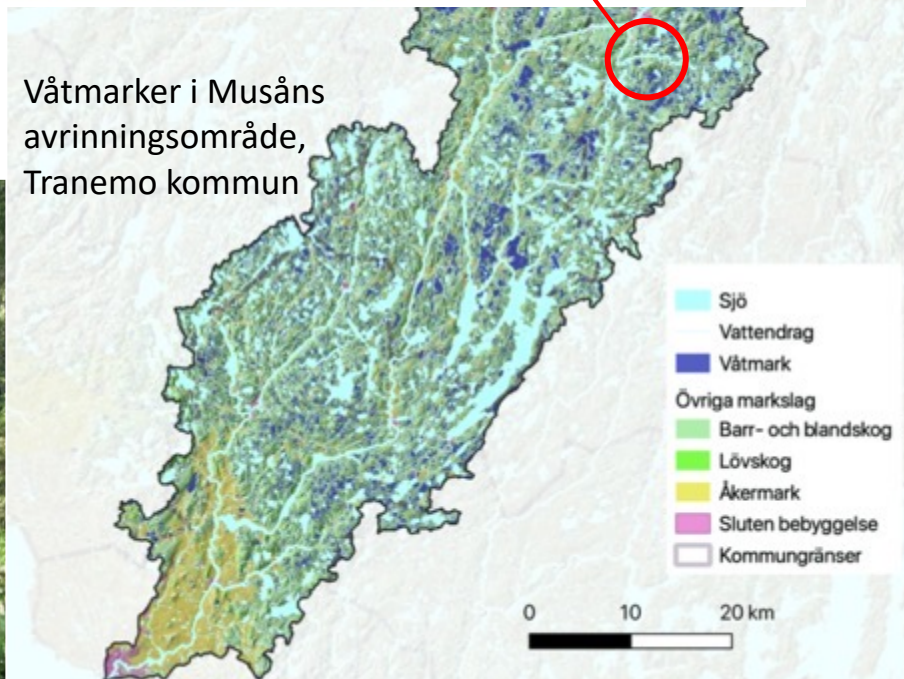 Våtmarker i Musåns
avrinningsområde,
Tranemo kommun
Sjö
Vattendrag
Våtmark
Övriga markslag
Barr- och blandskog
Lövskog
Åkermark
Sluten bebyggelse
Kommungränser
0 10 20 km